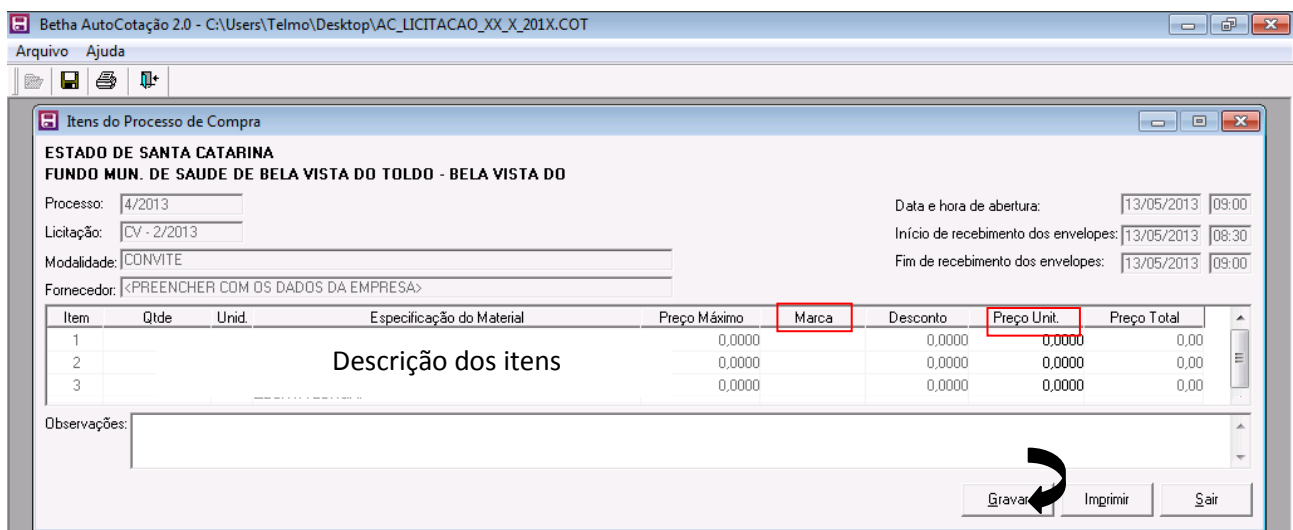 Betha AutoCotação 2.0 - C:\Users\Telmo\Desktop\AC_LICITACAO_XX_X_201X.COT
Arquivo Ajuda
Itens do Processo de Compra
ESTADO DE SANTA CATARINA
FUNDO MUN. DE SAUDE DE BELA VISTA DO TOLDO - BELA VISTA DO
Processo: 4/2013 Data e hora de abertura: 13/05/2013 09:00
Licitação: CV - 2/2013 Início de recebimento dos envelopes: 13/05/2013 08:30
Modalidade: CONVITE Fim de recebimento dos envelopes: 13/05/2013 09:00
Fornecedor: <PREENCHER COM OS DADOS DA EMPRESA>
Item Qtde Unid. Especificação do Material Preço Máximo Marca Desconto Preço Unit. Preço Total
1 0,0000 0,0000 0,0000 0,00
2 Descrição dos itens 0,0000 0,0000 0,0000 0,00
3 0,0000 0,0000 0,0000 0,00
Observações:
Gravar Imprimir Sair